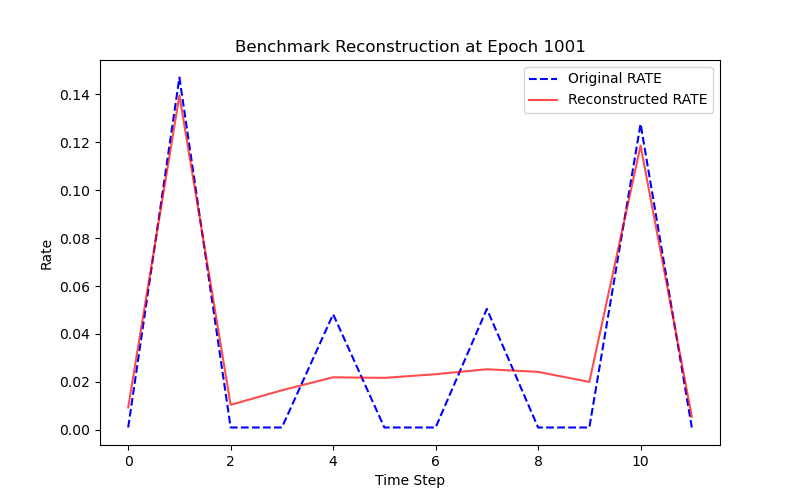 Benchmark Reconstruction at Epoch 1001
Original RATE
Reconstructed RATE
0.14
0.12
0.10
0.08
0.06
0.04
0.02
0.00
Rate
0 2 4 6 8 10
Time Step